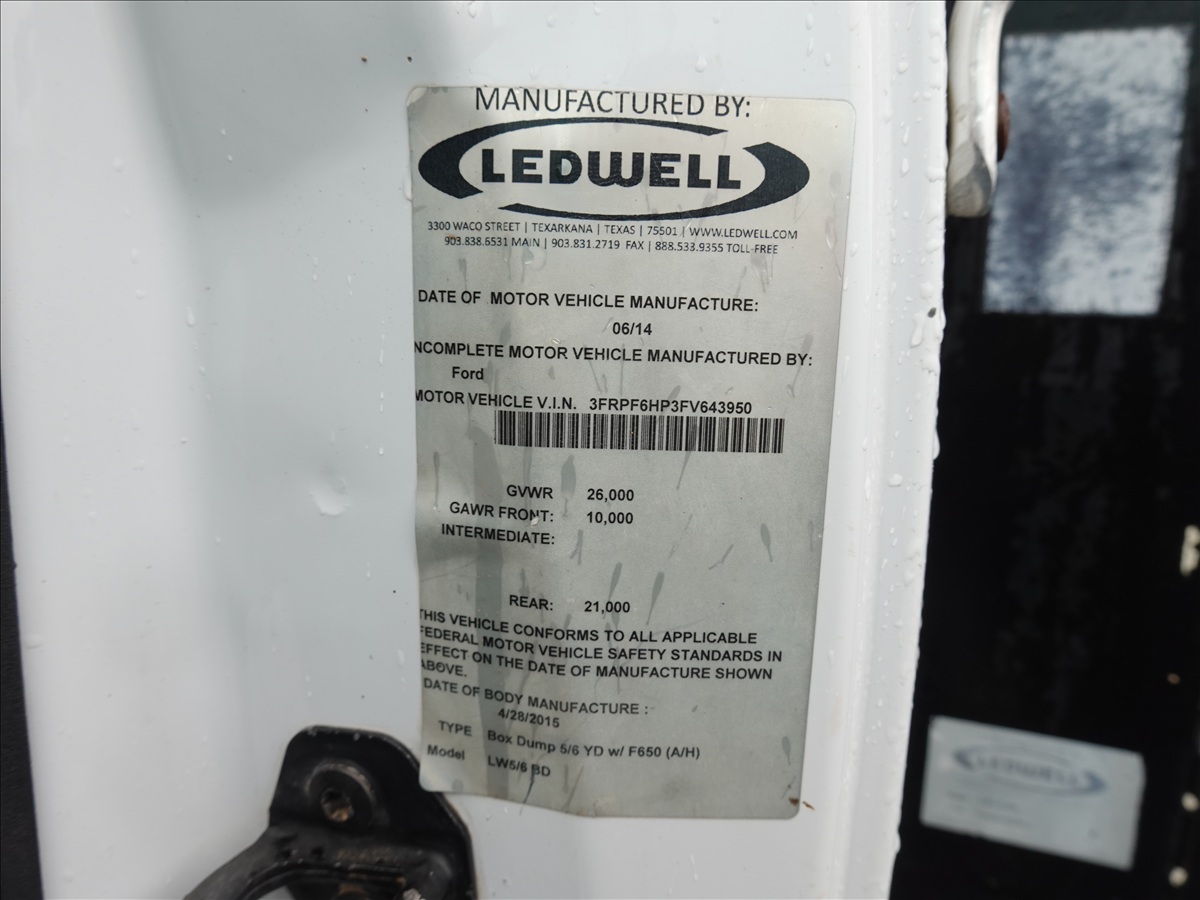 MANUFACTURED BY:
LEDWELL
3300 WACO STREET | TEXARKANA | TEXAS | 75501 | WWW.LEDWELL.COM
903.838.6531 MAIN | 903.831.2719 FAX | 888.533.9355 TOLL-FREE
DATE OF MOTOR VEHICLE MANUFACTURE:
06/14
NCOMPLETE MOTOR VEHICLE MANUFACTURED BY:
Ford
MOTOR VEHICLE V.I.N. 3FRPF6HP3FV643950
GVWR 26,000
GAWR FRONT: 10,000
INTERMEDIATE:
REAR: 21,000
THIS VEHICLE CONFORMS TO ALL APPLICABLE
FEDERAL MOTOR VEHICLE SAFETY STANDARDS IN
EFFECT ON THE DATE OF MANUFACTURE SHOWN
ABOVE.
DATE OF BODY MANUFACTURE :
4/28/2015
TYPE Box Dump 5/6 YD w/ F650 (A/H)
Model LW5/6 BD
LEDWELL